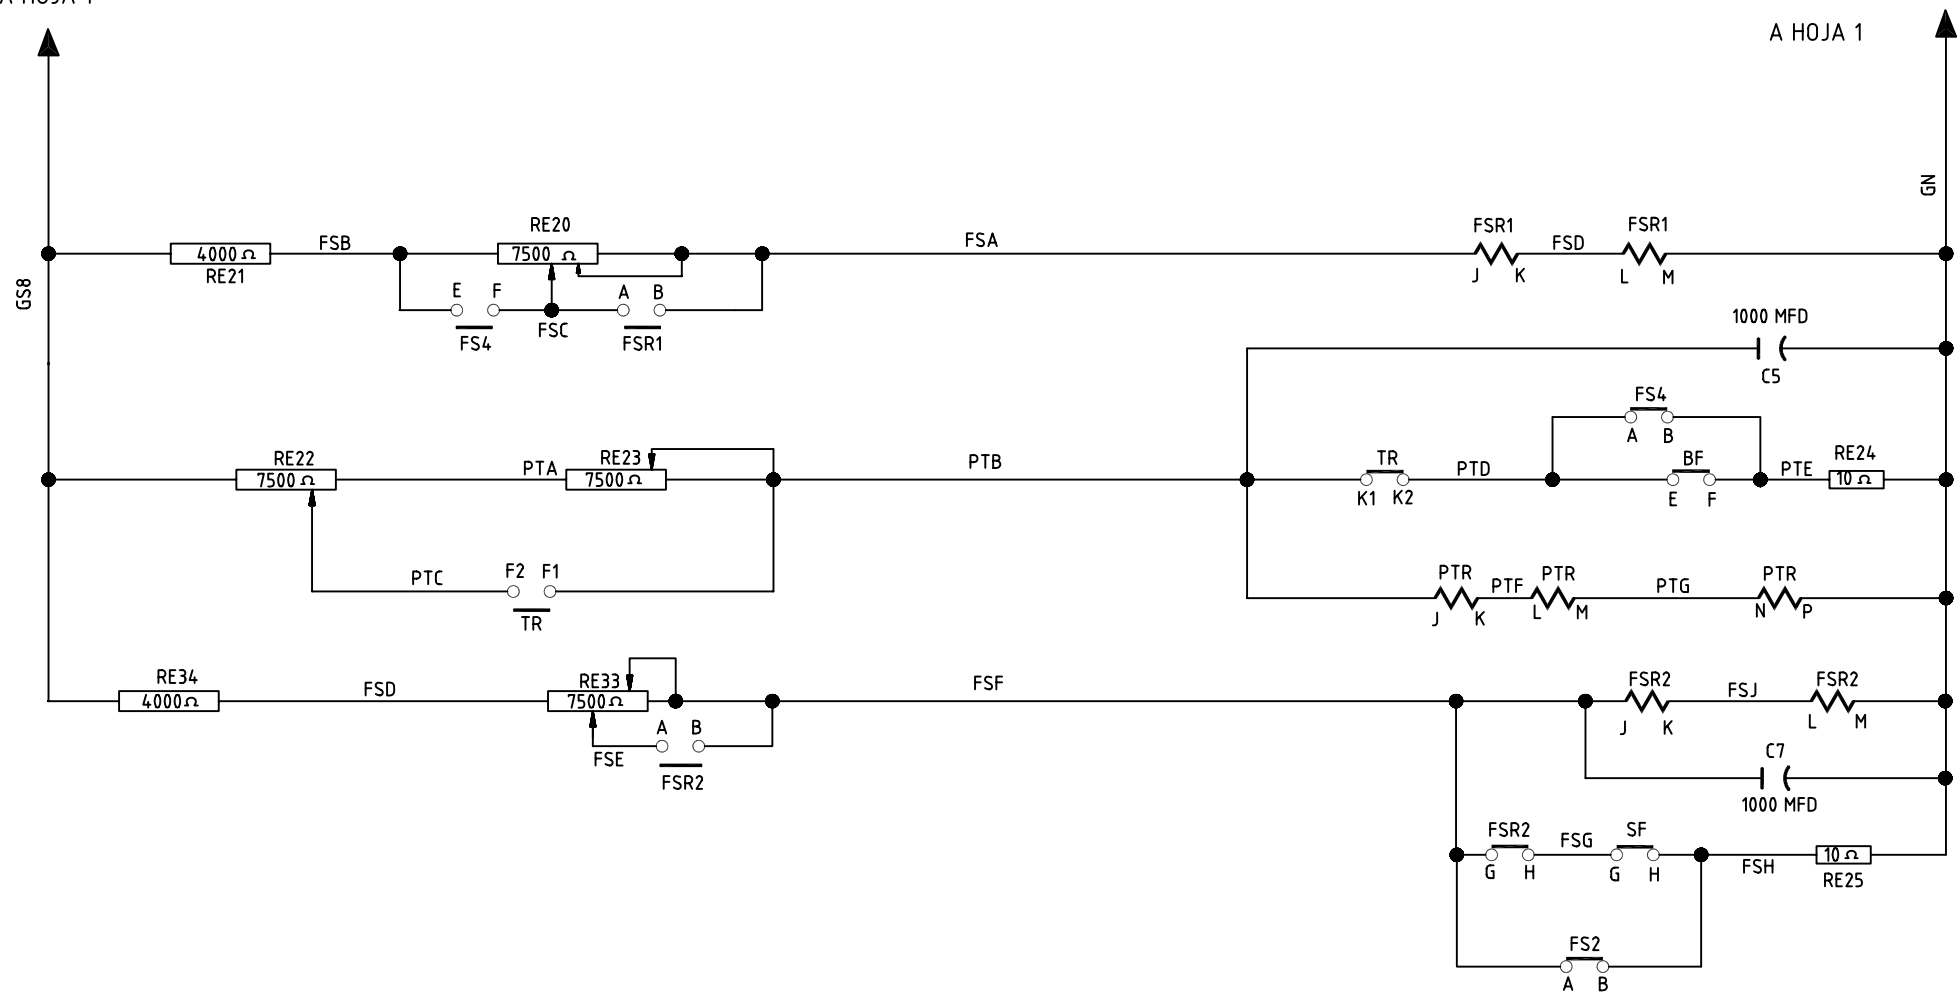 A HOJA 1
A HOJA 1
GN
GS8
RE20
FSB
4000 Ω
7500 Ω
RE21
FSA
FSR1
FSD
FSR1
J
K
L
M
E
F
A
B
FS4
FSC
FSR1
1000 MFD
C5
FS4
A
B
RE22
7500 Ω
PTA
RE23
7500 Ω
PTB
TR
K1
K2
PTD
BF
E
F
PTE
RE24
10 Ω
PTC
F2
F1
TR
PTR
PTF
PTR
PTG
PTR
J
K
L
M
N
P
RE34
4000 Ω
FSD
RE33
7500 Ω
FSF
FSR2
FSJ
FSR2
J
K
L
M
A
B
FSE
FSR2
C7
1000 MFD
FSR2
FSG
SF
G
H
G
H
FSH
10 Ω
RE25
FS2
A
B